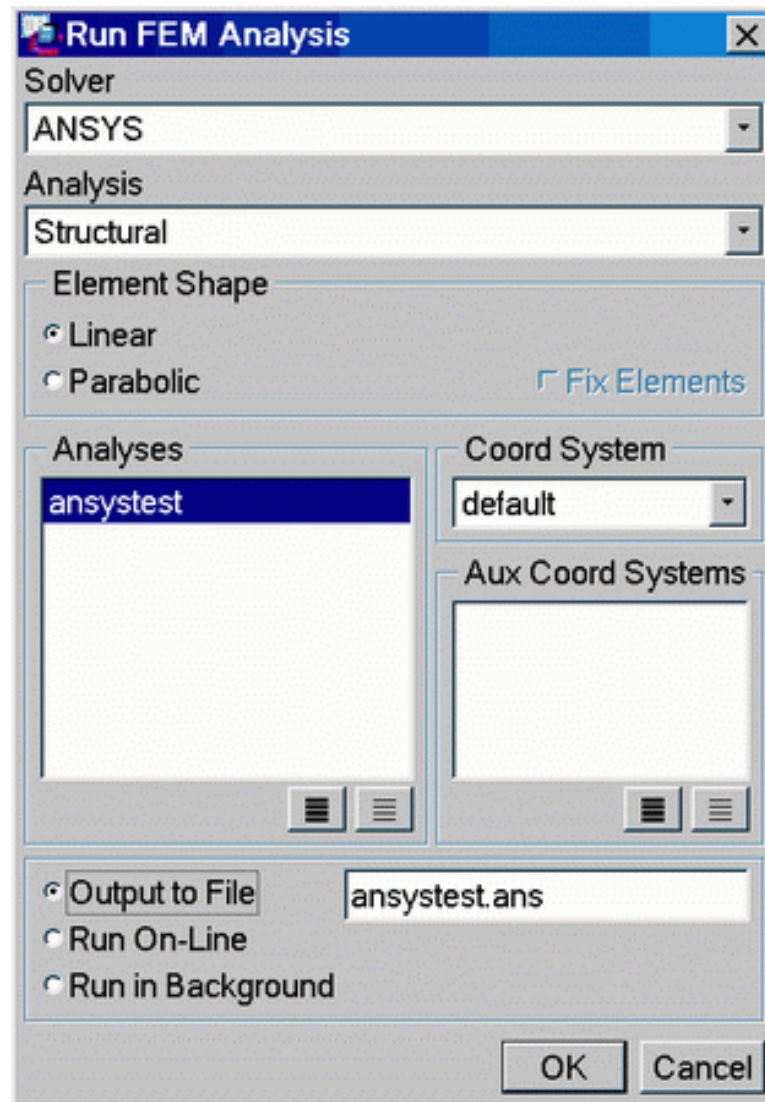 Run FEM Analysis
Solver
ANSYS
Analysis
Structural
Element Shape
Linear
Parabolic
Fix Elements
Analyses
ansystest
Coord System
default
Aux Coord Systems
Output to File
ansystest.ans
Run On-Line
Run in Background
OK
Cancel